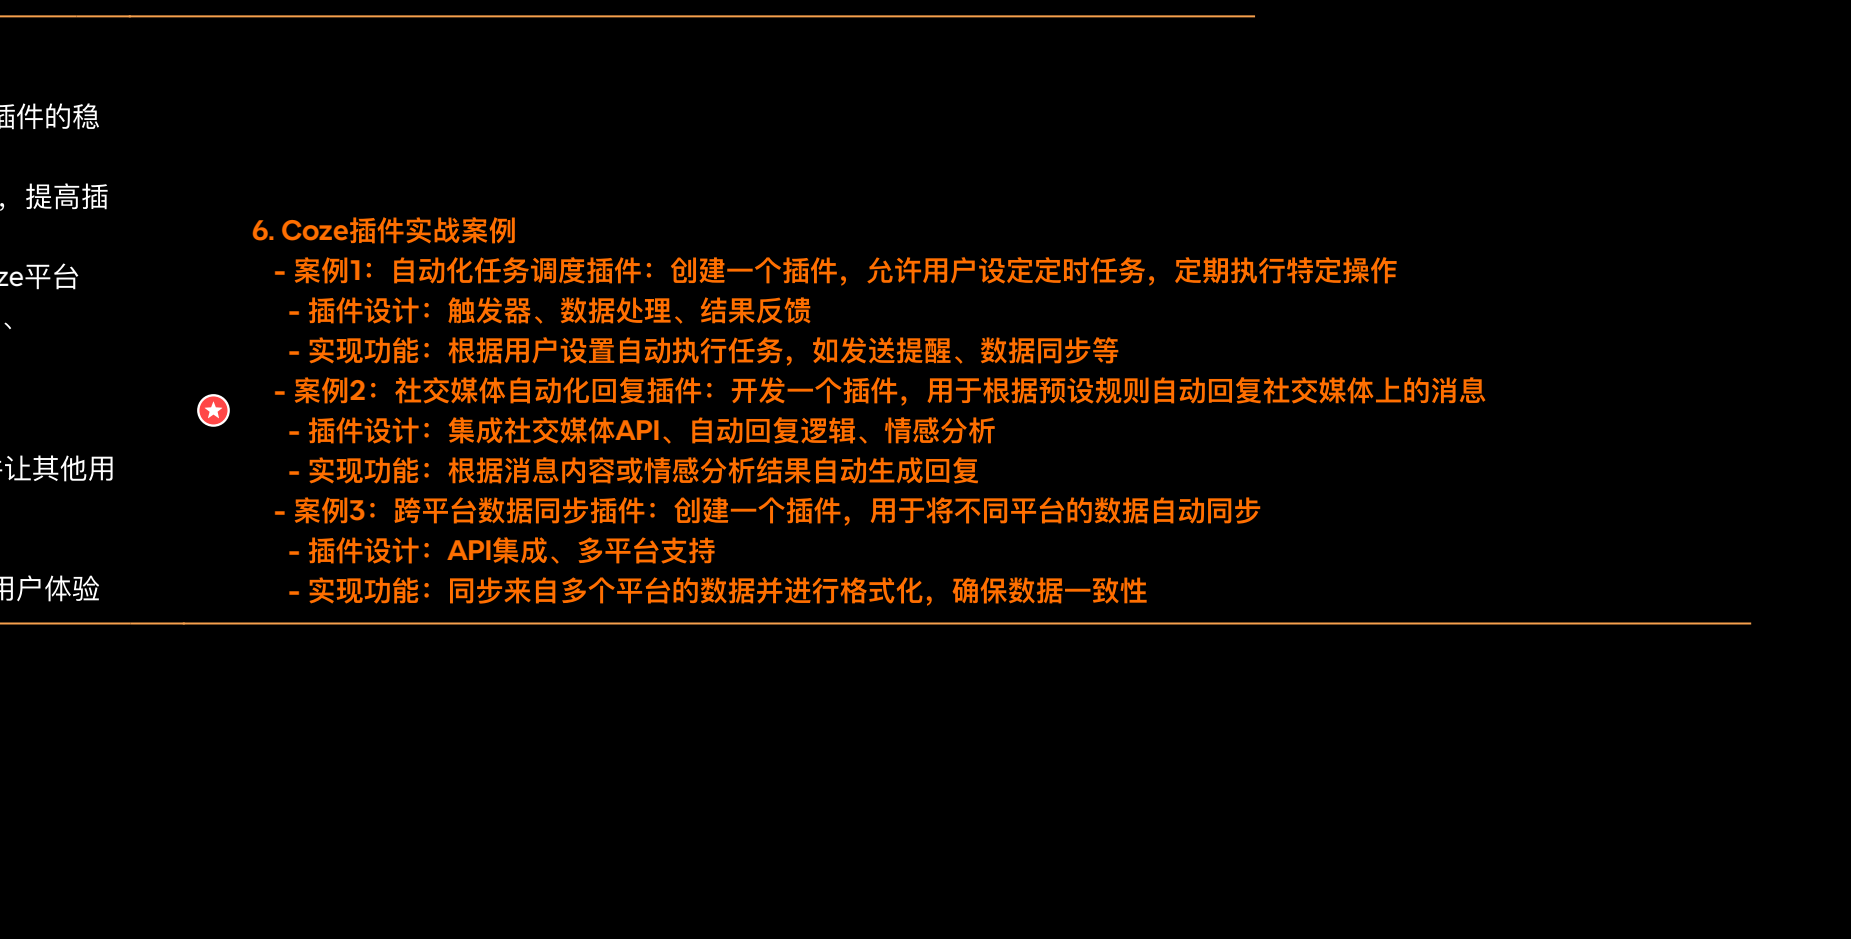 插件的稳
，提高插
ze平台
、
让其他用
用户体验
6. Coze插件实战案例
- 案例1：自动化任务调度插件：创建一个插件，允许用户设定定时任务，定期执行特定操作
- 插件设计：触发器、数据处理、结果反馈
- 实现功能：根据用户设置自动执行任务，如发送提醒、数据同步等
- 案例2：社交媒体自动化回复插件：开发一个插件，用于根据预设规则自动回复社交媒体上的消息
- 插件设计：集成社交媒体API、自动回复逻辑、情感分析
- 实现功能：根据消息内容或情感分析结果自动生成回复
- 案例3：跨平台数据同步插件：创建一个插件，用于将不同平台的数据自动同步
- 插件设计：API集成、多平台支持
- 实现功能：同步来自多个平台的数据并进行格式化，确保数据一致性